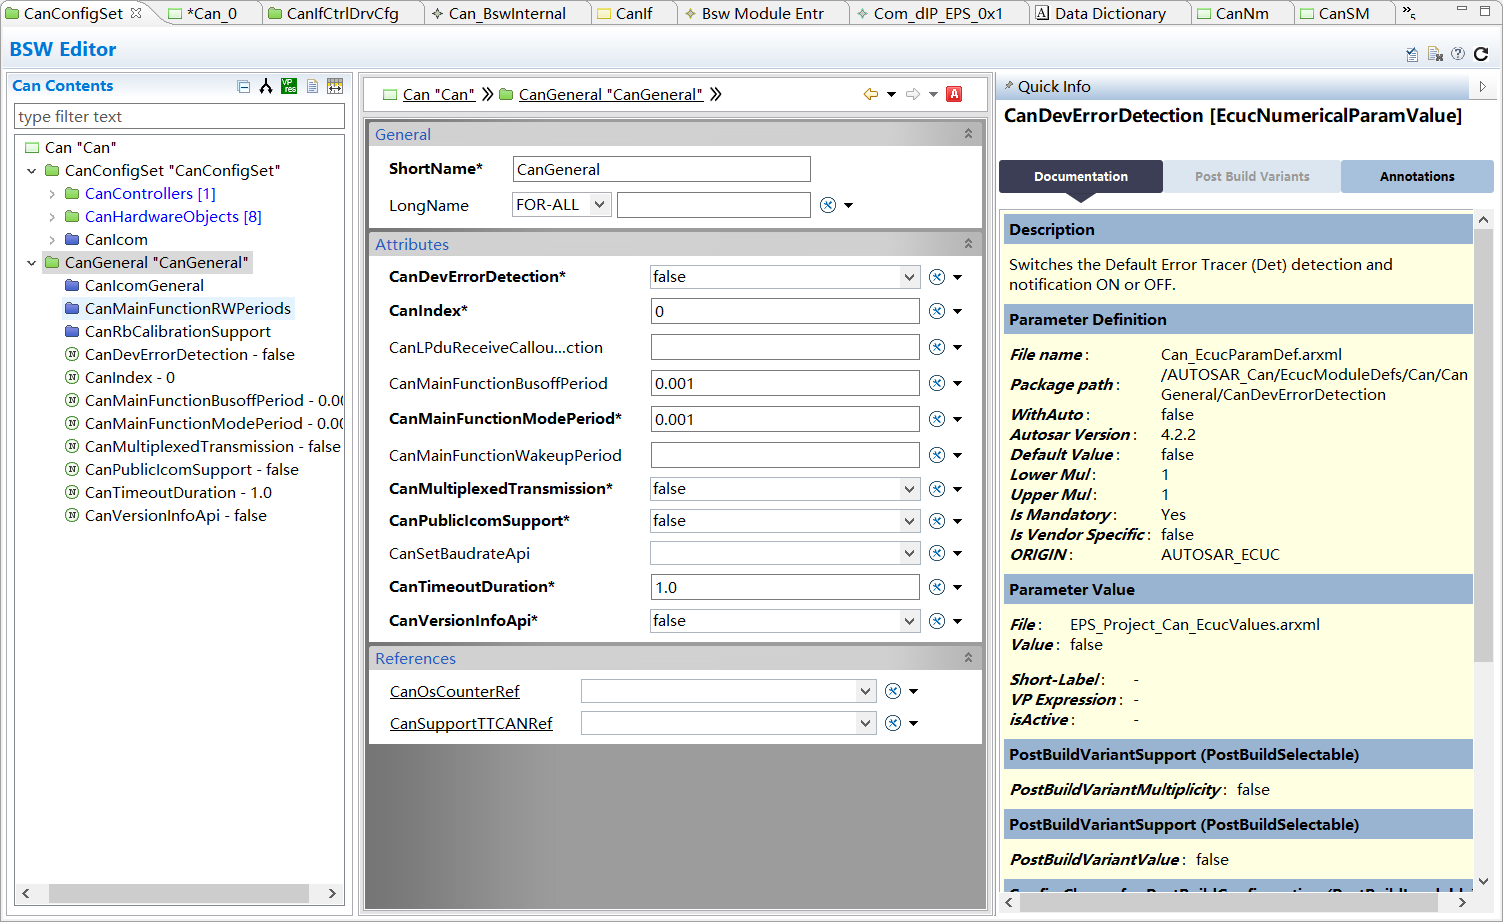 CanConfigSet *Can_0 CanIfCtrlDrvCfg Can_BswInternal CanIf Bsw Module Entr Com_dIP_EPS_0x1 Data Dictionary CanNm CanSM »5
BSW Editor
Can Contents
type filter text
Can "Can"
CanConfigSet "CanConfigSet"
CanControllers [1]
CanHardwareObjects [8]
CanIcom
CanGeneral "CanGeneral"
CanIcomGeneral
CanMainFunctionRWPeriods
CanRbCalibrationSupport
CanDevErrorDetection - false
CanIndex - 0
CanMainFunctionBusoffPeriod - 0.00
CanMainFunctionModePeriod - 0.00
CanMultiplexedTransmission - false
CanPublicIcomSupport - false
CanTimeoutDuration - 1.0
CanVersionInfoApi - false
Can "Can" » CanGeneral "CanGeneral" »
General
ShortName* CanGeneral
LongName FOR-ALL
Attributes
CanDevErrorDetection* false
CanIndex* 0
CanLPduReceiveCallou...ction
CanMainFunctionBusoffPeriod 0.001
CanMainFunctionModePeriod* 0.001
CanMainFunctionWakeupPeriod
CanMultiplexedTransmission* false
CanPublicIcomSupport* false
CanSetBaudrateApi
CanTimeoutDuration* 1.0
CanVersionInfoApi* false
References
CanOsCounterRef
CanSupportTTCANRef
Quick Info
CanDevErrorDetection [EcucNumericalParamValue]
Documentation Post Build Variants Annotations
Description
Switches the Default Error Tracer (Det) detection and
notification ON or OFF.
Parameter Definition
File name : Can_EcucParamDef.arxml
Package path : /AUTOSAR_Can/EcucModuleDefs/Can/Can
General/CanDevErrorDetection
WithAuto : false
Autosar Version : 4.2.2
Default Value : false
Lower Mul : 1
Upper Mul : 1
Is Mandatory : Yes
Is Vendor Specific : false
ORIGIN : AUTOSAR_ECUC
Parameter Value
File : EPS_Project_Can_EcucValues.arxml
Value : false
Short-Label : -
VP Expression : -
isActive : -
PostBuildVariantSupport (PostBuildSelectable)
PostBuildVariantMultiplicity : false
PostBuildVariantSupport (PostBuildSelectable)
PostBuildVariantValue : false